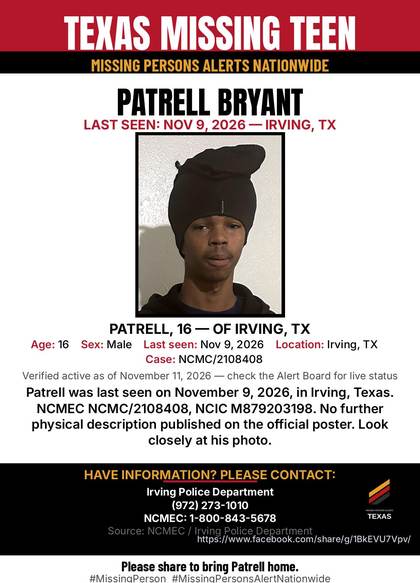 TEXAS MISSING TEEN
MISSING PERSONS ALERTS NATIONWIDE
PATRELL BRYANT
LAST SEEN: NOV 9, 2026 — IRVING, TX
PATRELL, 16 — OF IRVING, TX
Age: 16 Sex: Male Last seen: Nov 9, 2026 Location: Irving, TX
Case: NCMC/2108408
Verified active as of November 11, 2026 — check the Alert Board for live status
Patrell was last seen on November 9, 2026, in Irving, Texas.
NCMEC NCMC/2108408, NCIC M879203198. No further
physical description published on the official poster. Look
closely at his photo.
HAVE INFORMATION? PLEASE CONTACT:
Irving Police Department
(972) 273-1010
NCMEC: 1-800-843-5678
Source: NCMEC / Irving Police Department
https://www.facebook.com/share/g/1BkEVU7Vpv/
TEXAS
Please share to bring Patrell home.
#MissingPerson #MissingPersonsAlertNationwide